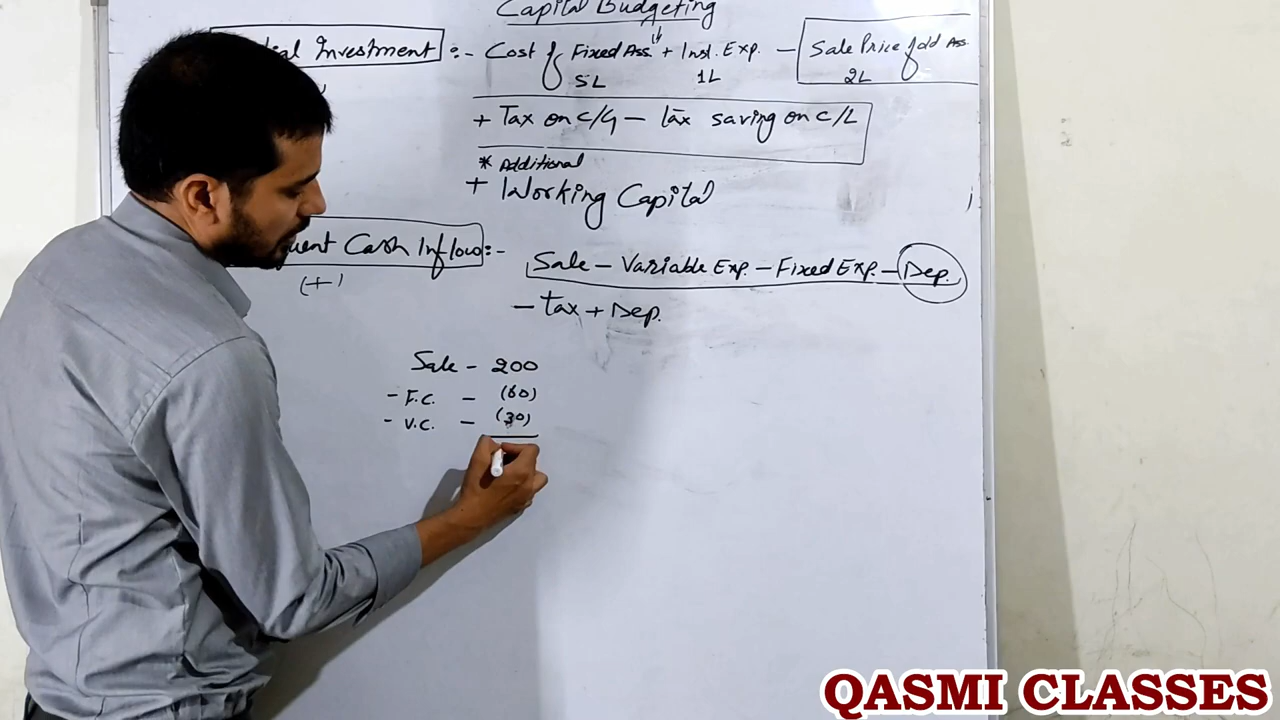 Capital Budgeting
Investment :- Cost of Fixed Ass. + Inst. Exp. - Sale Price of old Ass.
5L 1L 2L
+ Tax on C/G - Tax saving on C/L
* Additional
+ Working Capital
Cash Inflow :- Sale - Variable Exp. - Fixed Exp. - Dep.
(+)
- Tax + Dep.
Sale - 200
- F.C. - (60)
- V.C. - (30)
QASMI CLASSES